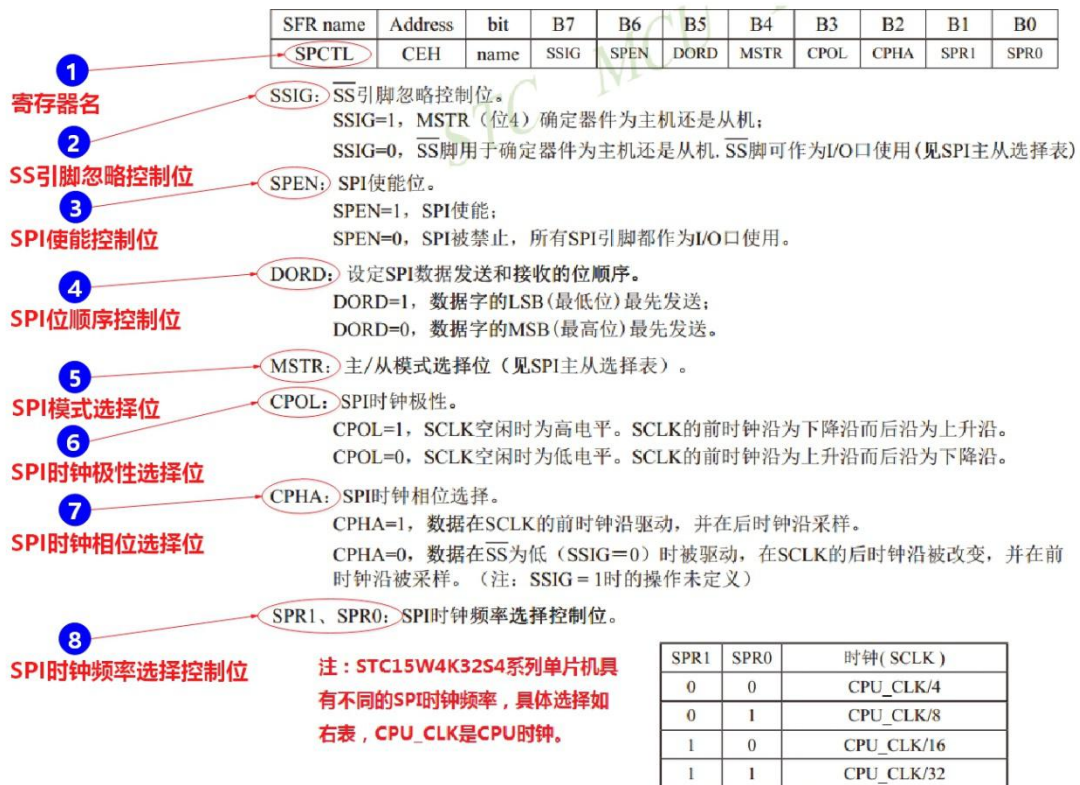 SFR name Address bit B7 B6 B5 B4 B3 B2 B1 B0
SPCTL CEH name SSIG SPEN DORD MSTR CPOL CPHA SPR1 SPR0
STC MCU
1
寄存器名
SSIG: SS引脚忽略控制位。
SSIG=1，MSTR（位4）确定器件为主机还是从机；
2
SSIG=0，SS脚用于确定器件为主机还是从机. SS脚可作为I/O口使用(见SPI主从选择表)
SS引脚忽略控制位
SPEN: SPI使能位。
3
SPEN=1，SPI使能；
SPI使能控制位
SPEN=0，SPI被禁止，所有SPI引脚都作为I/O口使用。
DORD: 设定SPI数据发送和接收的位顺序。
4
DORD=1，数据字的LSB(最低位)最先发送；
SPI位顺序控制位
DORD=0，数据字的MSB(最高位)最先发送。
MSTR: 主/从模式选择位（见SPI主从选择表）。
5
SPI模式选择位
CPOL: SPI时钟极性。
6
CPOL=1，SCLK空闲时为高电平。SCLK的前时钟沿为下降沿而后沿为上升沿。
CPOL=0，SCLK空闲时为低电平。SCLK的前时钟沿为上升沿而后沿为下降沿。
SPI时钟极性选择位
CPHA: SPI时钟相位选择。
7
CPHA=1，数据在SCLK的前时钟沿驱动，并在后时钟沿采样。
SPI时钟相位选择位
CPHA=0，数据在SS为低（SSIG＝0）时被驱动，在SCLK的后时钟沿被改变，并在前
时钟沿被采样。（注：SSIG = 1时的操作未定义）
SPR1、SPR0: SPI时钟频率选择控制位。
8
SPI时钟频率选择控制位
注：STC15W4K32S4系列单片机具
有不同的SPI时钟频率，具体选择如
右表，CPU_CLK是CPU时钟。
SPR1 SPR0 时钟( SCLK )
0 0 CPU_CLK/4
0 1 CPU_CLK/8
1 0 CPU_CLK/16
1 1 CPU_CLK/32